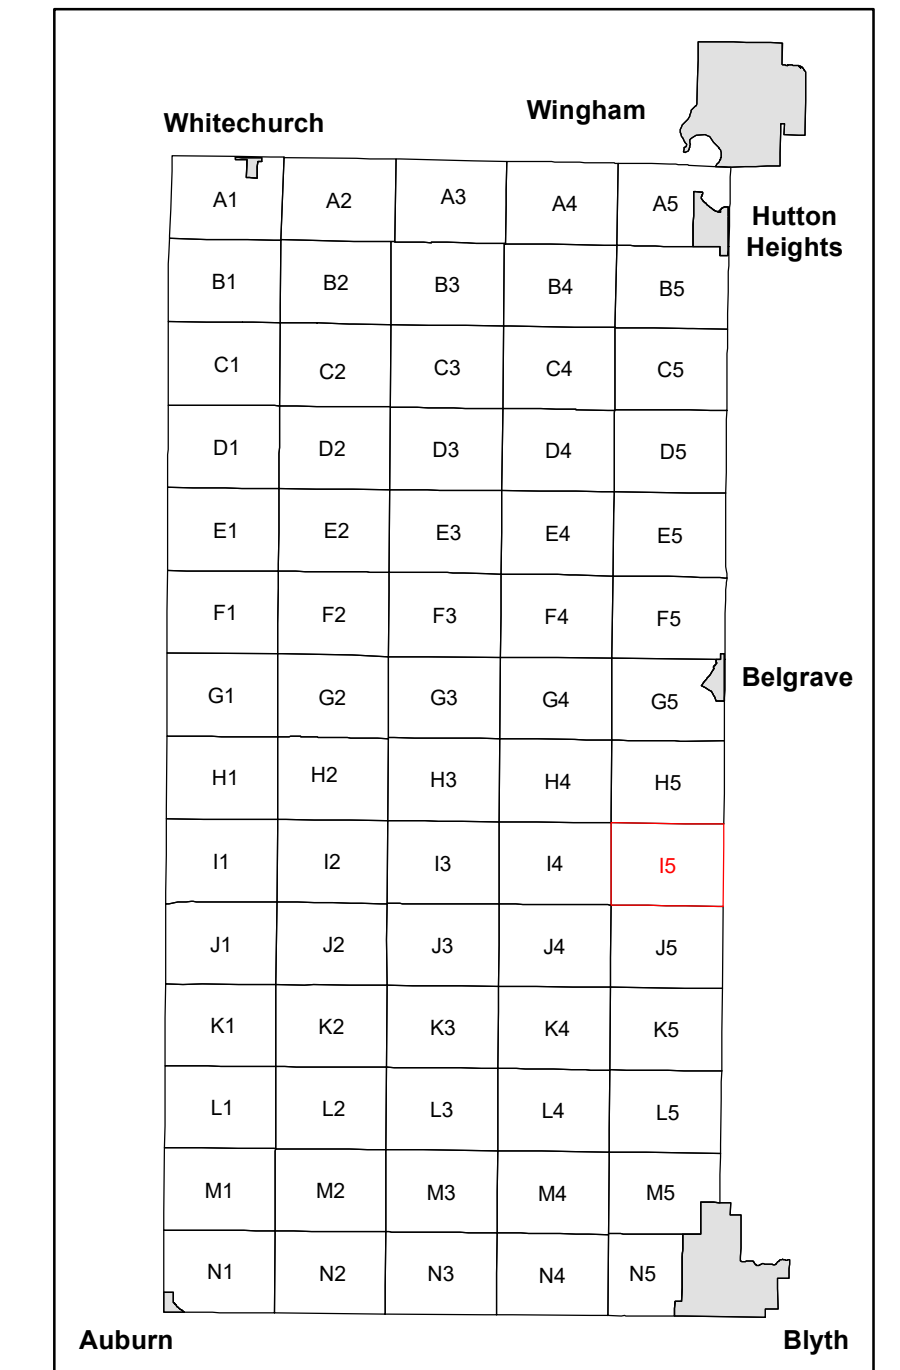 Wingham
Whitechurch
A1 A2 A3 A4 A5
Hutton
Heights
B1 B2 B3 B4 B5
C1 C2 C3 C4 C5
D1 D2 D3 D4 D5
E1 E2 E3 E4 E5
F1 F2 F3 F4 F5
Belgrave
G1 G2 G3 G4 G5
H1 H2 H3 H4 H5
I1 I2 I3 I4 I5
J1 J2 J3 J4 J5
K1 K2 K3 K4 K5
L1 L2 L3 L4 L5
M1 M2 M3 M4 M5
N1 N2 N3 N4 N5
Auburn Blyth